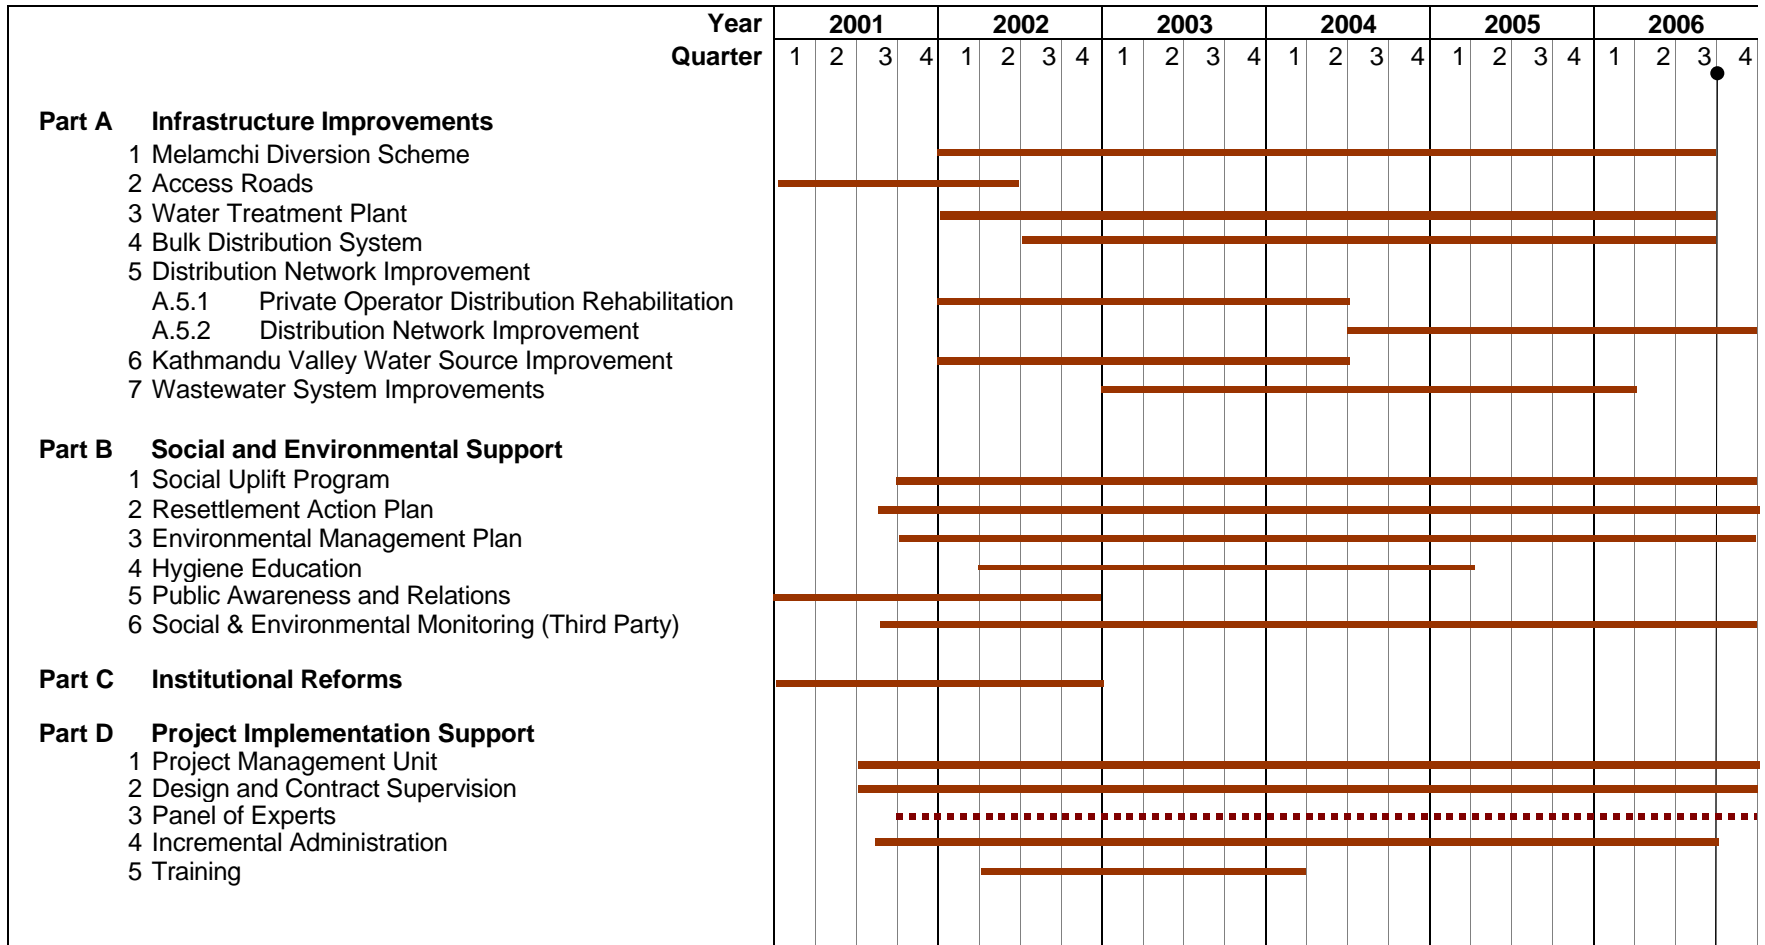 Year 2001 2002 2003 2004 2005 2006
Quarter 1 2 3 4 1 2 3 4 1 2 3 4 1 2 3 4 1 2 3 4 1 2 3 4
Part A Infrastructure Improvements
1 Melamchi Diversion Scheme
2 Access Roads
3 Water Treatment Plant
4 Bulk Distribution System
5 Distribution Network Improvement
A.5.1 Private Operator Distribution Rehabilitation
A.5.2 Distribution Network Improvement
6 Kathmandu Valley Water Source Improvement
7 Wastewater System Improvements
Part B Social and Environmental Support
1 Social Uplift Program
2 Resettlement Action Plan
3 Environmental Management Plan
4 Hygiene Education
5 Public Awareness and Relations
6 Social & Environmental Monitoring (Third Party)
Part C Institutional Reforms
Part D Project Implementation Support
1 Project Management Unit
2 Design and Contract Supervision
3 Panel of Experts
4 Incremental Administration
5 Training